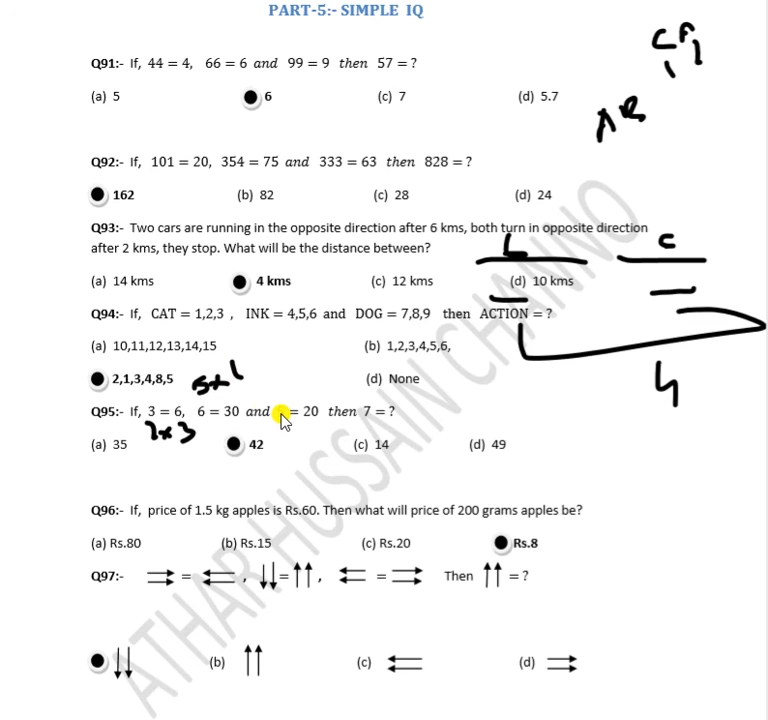 PART-5:- SIMPLE IQ
Q91:- If, 44 = 4, 66 = 6 and 99 = 9 then 57 = ?
(a) 5 6 (c) 7 (d) 5.7
Q92:- If, 101 = 20, 354 = 75 and 333 = 63 then 828 = ?
162 (b) 82 (c) 28 (d) 24
Q93:- Two cars are running in the opposite direction after 6 kms, both turn in opposite direction
after 2 kms, they stop. What will be the distance between?
(a) 14 kms 4 kms (c) 12 kms (d) 10 kms
Q94:- If, CAT = 1,2,3 , INK = 4,5,6 and DOG = 7,8,9 then ACTION = ?
(a) 10,11,12,13,14,15 (b) 1,2,3,4,5,6,
2,1,3,4,8,5 (d) None
Q95:- If, 3 = 6, 6 = 30 and = 20 then 7 = ?
(a) 35 42 (c) 14 (d) 49
Q96:- If, price of 1.5 kg apples is Rs.60. Then what will price of 200 grams apples be?
(a) Rs.80 (b) Rs.15 (c) Rs.20 Rs.8
Q97:- ⇉ = ⇇ , ⇊ = ⇈ , ⇇ = ⇉ Then ⇈ = ?
⇊ (b) ⇈ (c) ⇇ (d) ⇉
ATHAR HUSSAIN CHANNO